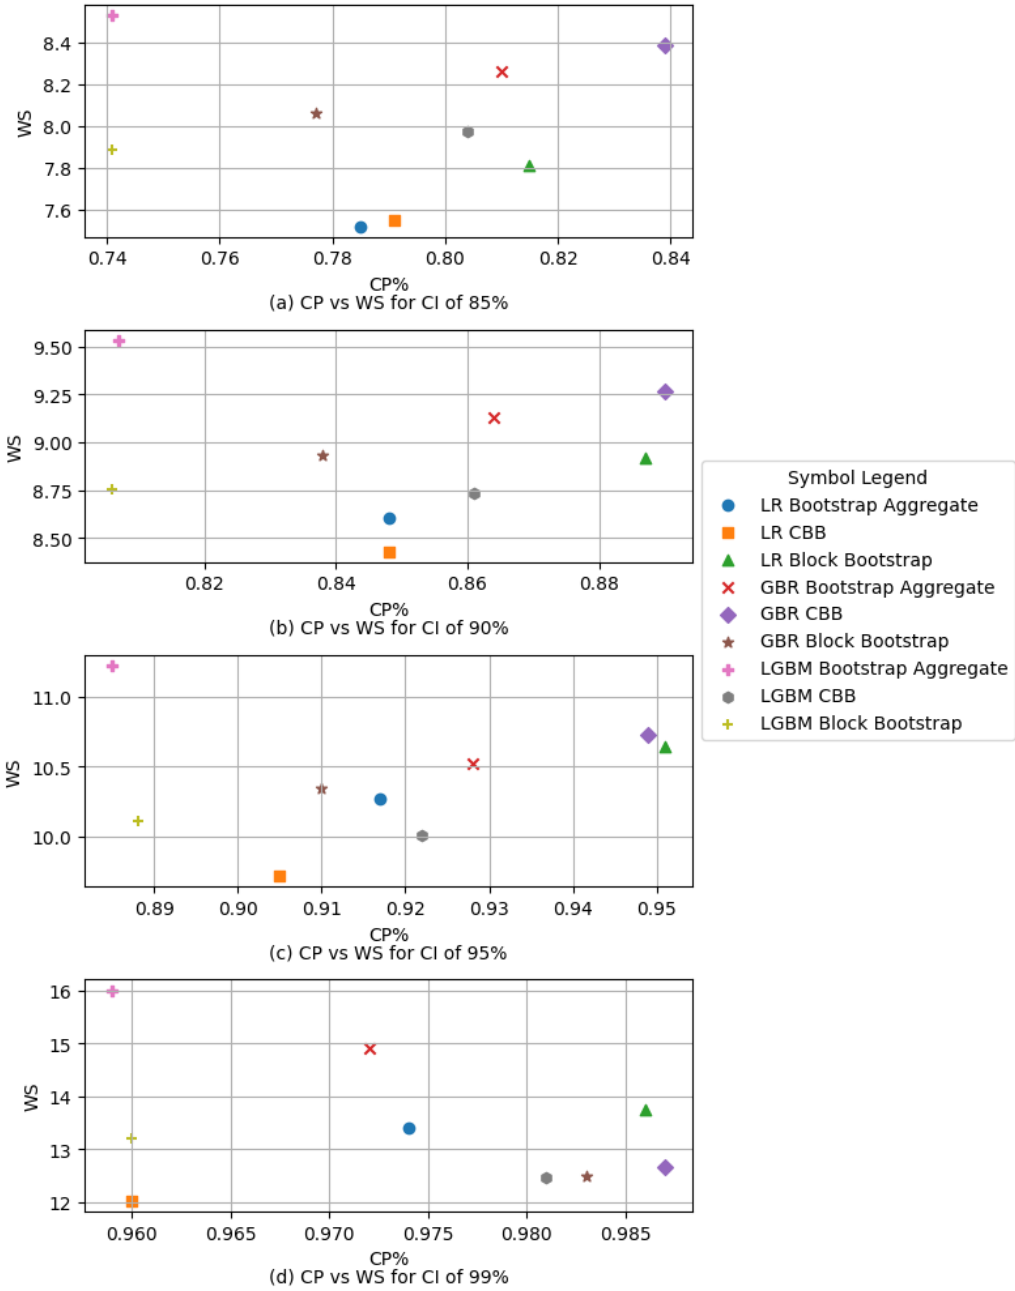 8.4
8.2
8.0
7.8
7.6
WS
0.74 0.76 0.78 0.80 0.82 0.84
CP%
(a) CP vs WS for CI of 85%
9.50
9.25
9.00
8.75
8.50
WS
0.82 0.84 0.86 0.88
CP%
(b) CP vs WS for CI of 90%
Symbol Legend
LR Bootstrap Aggregate
LR CBB
LR Block Bootstrap
GBR Bootstrap Aggregate
GBR CBB
GBR Block Bootstrap
LGBM Bootstrap Aggregate
LGBM CBB
LGBM Block Bootstrap
11.0
10.5
10.0
WS
0.89 0.90 0.91 0.92 0.93 0.94 0.95
CP%
(c) CP vs WS for CI of 95%
16
15
14
13
12
WS
0.960 0.965 0.970 0.975 0.980 0.985
CP%
(d) CP vs WS for CI of 99%